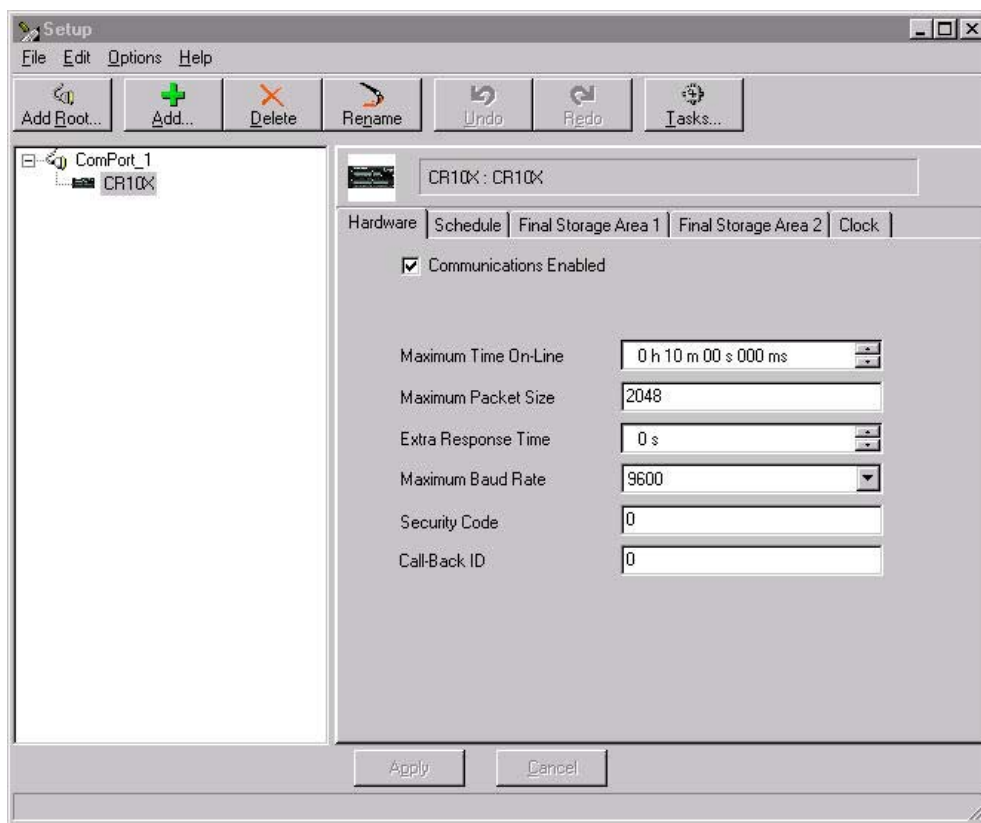 Setup
File Edit Options Help
Add Root... Add... Delete Rename Undo Redo Tasks...
ComPort_1
CR10X
CR10X : CR10X
Hardware Schedule Final Storage Area 1 Final Storage Area 2 Clock
Communications Enabled
Maximum Time On-Line 0 h 10 m 00 s 000 ms
Maximum Packet Size 2048
Extra Response Time 0 s
Maximum Baud Rate 9600
Security Code 0
Call-Back ID 0
Apply Cancel